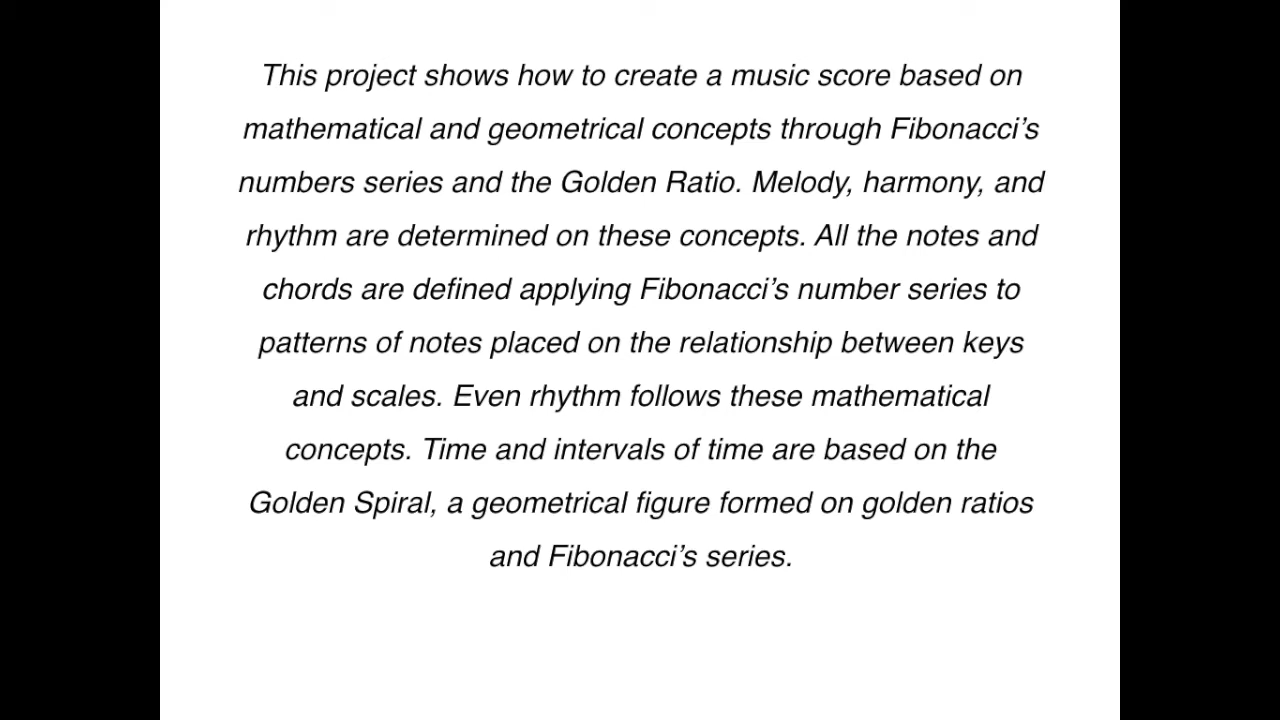 This project shows how to create a music score based on
mathematical and geometrical concepts through Fibonacci’s
numbers series and the Golden Ratio. Melody, harmony, and
rhythm are determined on these concepts. All the notes and
chords are defined applying Fibonacci’s number series to
patterns of notes placed on the relationship between keys
and scales. Even rhythm follows these mathematical
concepts. Time and intervals of time are based on the
Golden Spiral, a geometrical figure formed on golden ratios
and Fibonacci’s series.